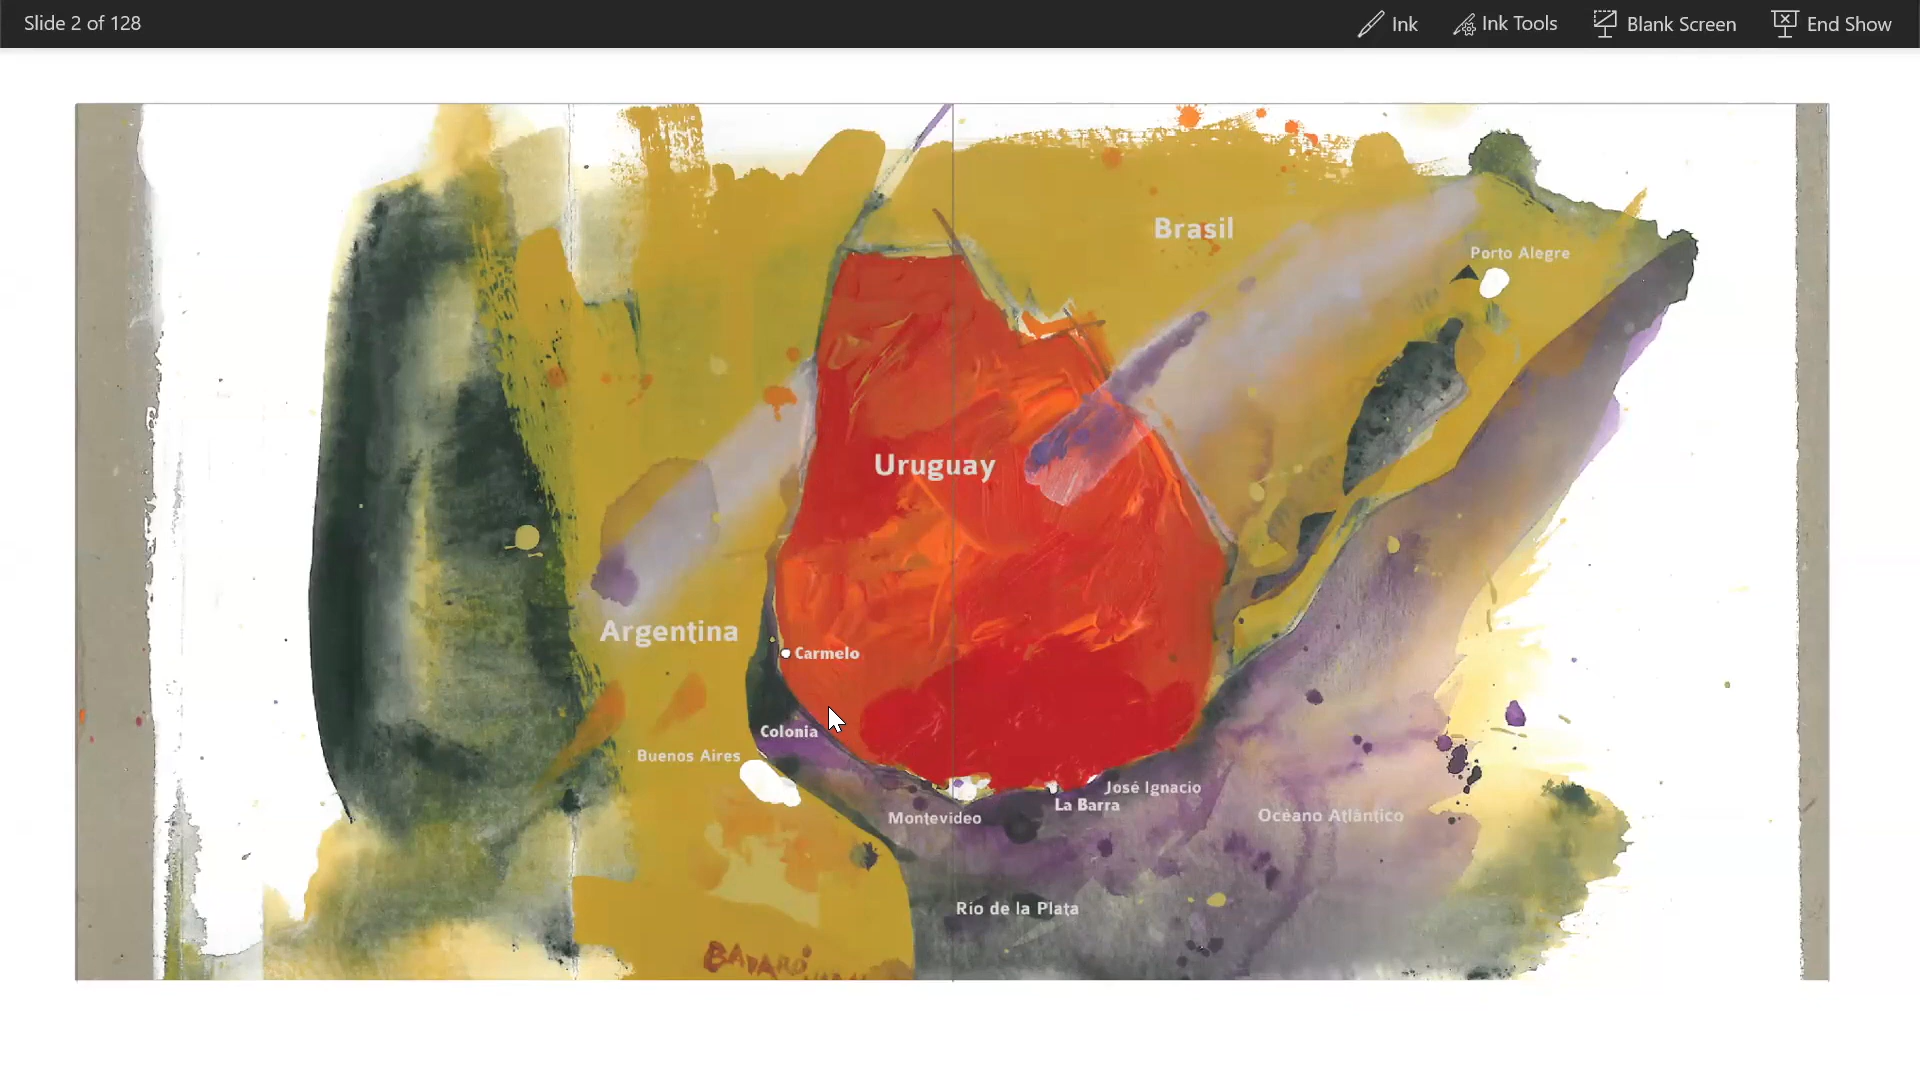 Slide 2 of 128
Ink
Ink Tools
Blank Screen
End Show
Brasil
Porto Alegre
Uruguay
Argentina
Carmelo
Colonia
Buenos Aires
José Ignacio
La Barra
Montevideo
Océano Atlántico
Río de la Plata
BADARÓ